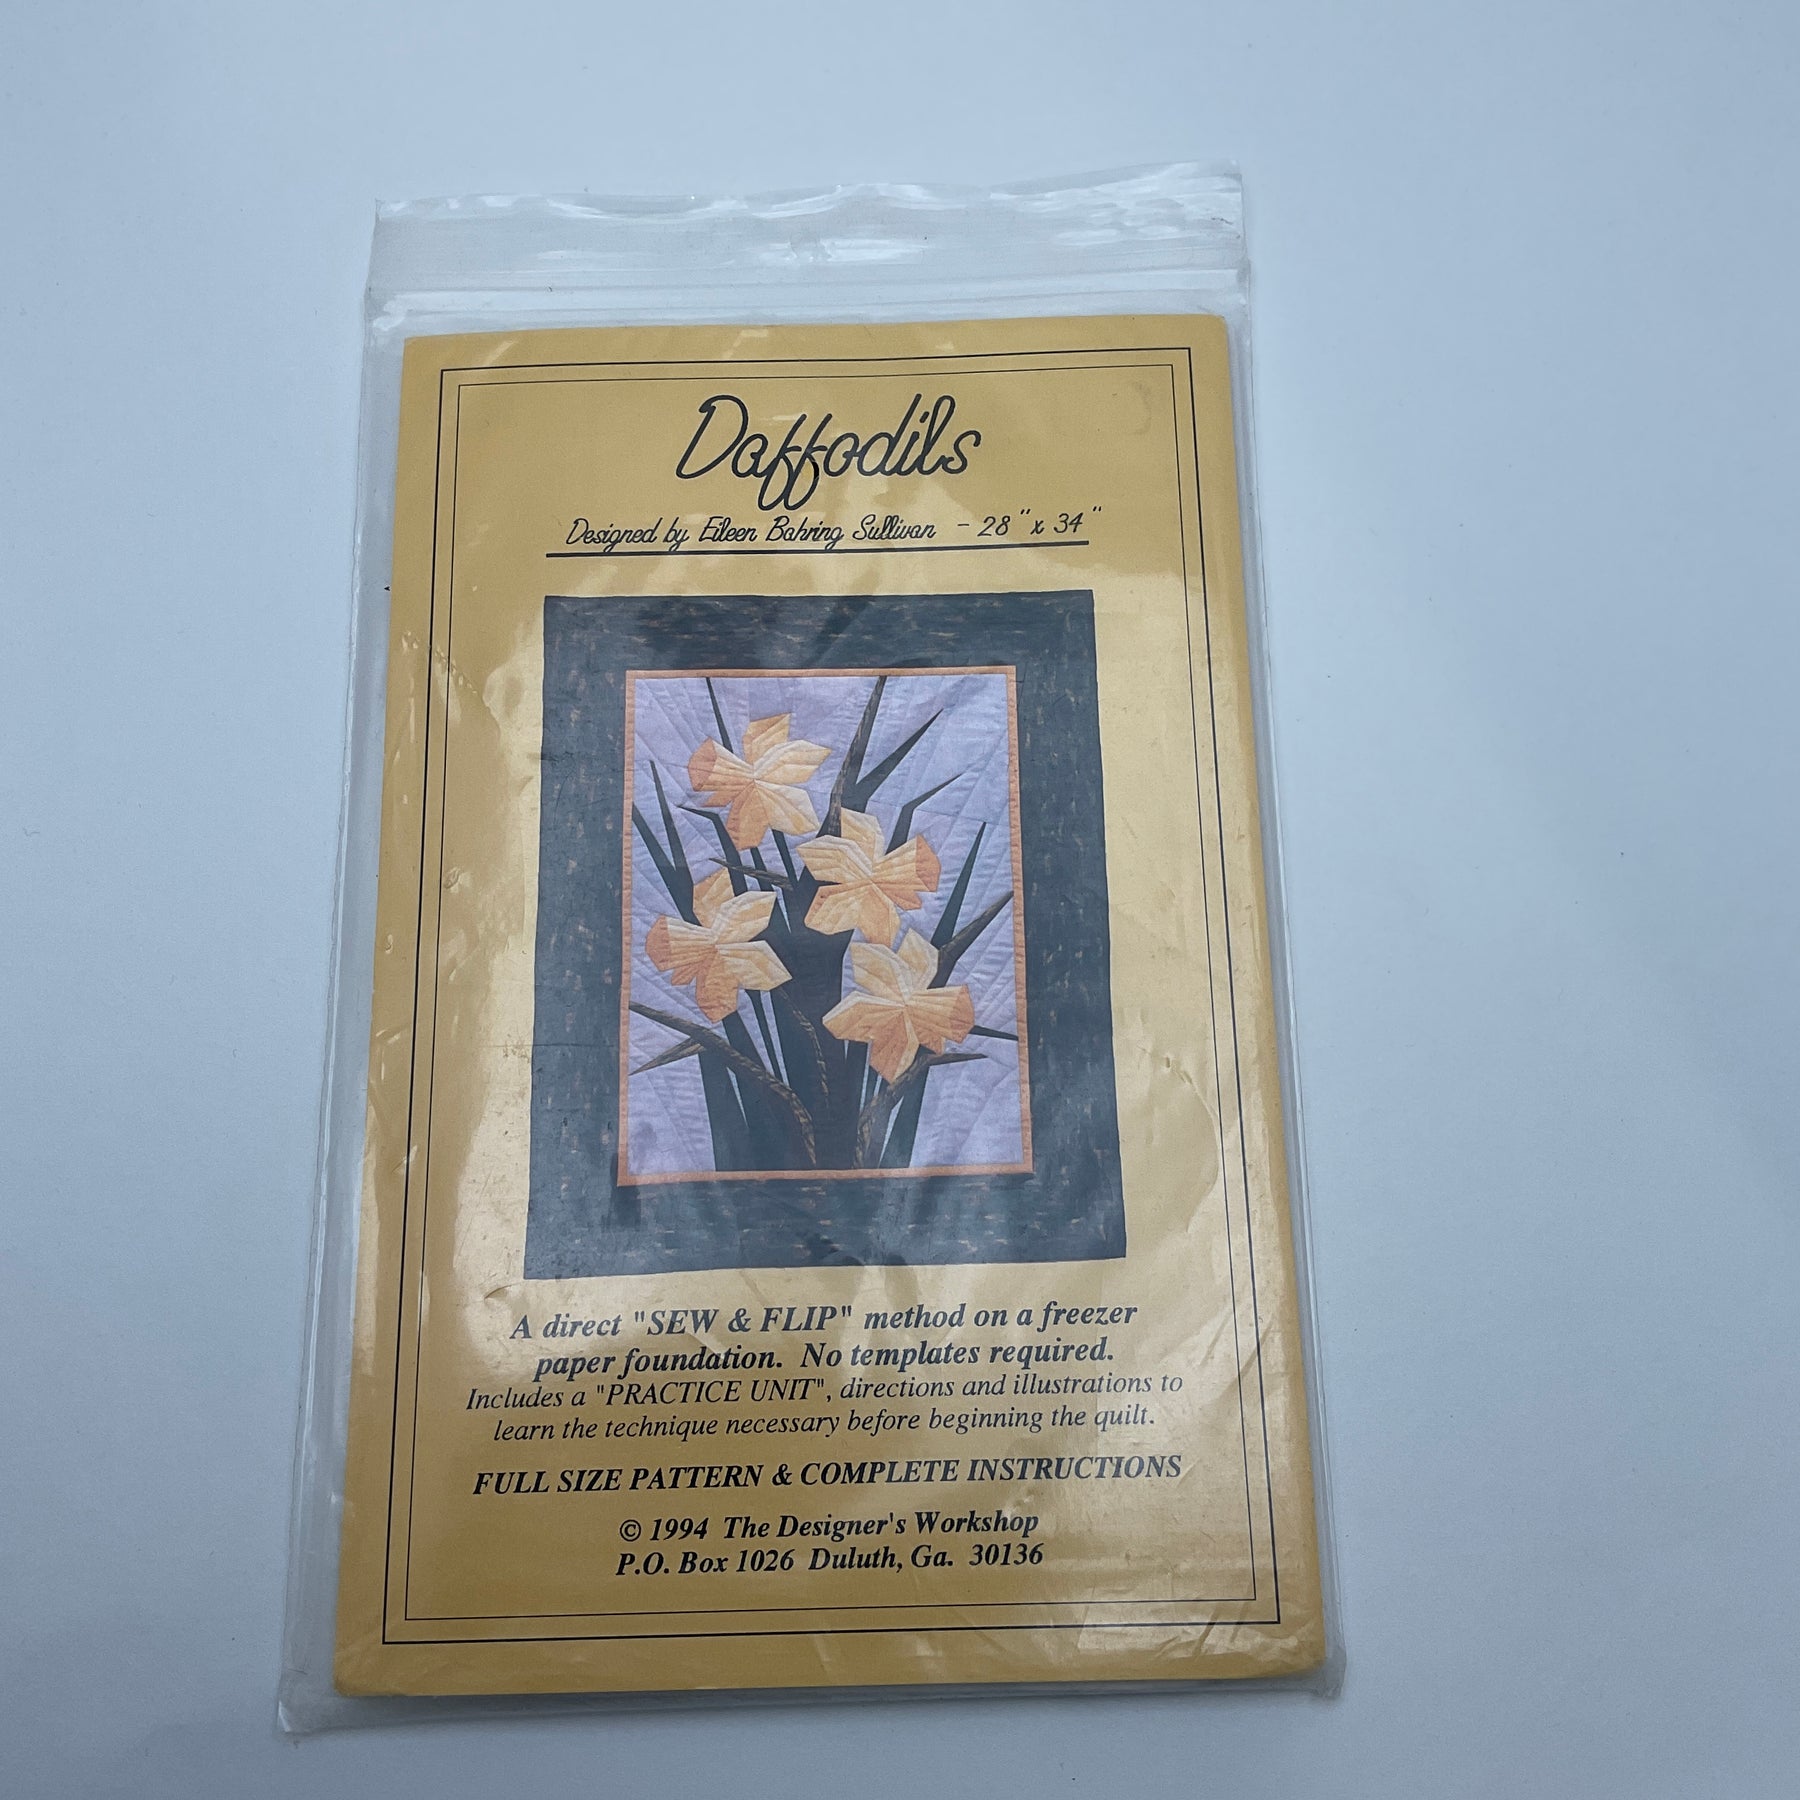 Daffodils
Designed by Eileen Bahring Sullivan - 28" x 34"
A direct "SEW & FLIP" method on a freezer
paper foundation. No templates required.
Includes a "PRACTICE UNIT", directions and illustrations to
learn the technique necessary before beginning the quilt.
FULL SIZE PATTERN & COMPLETE INSTRUCTIONS
© 1994 The Designer's Workshop
P.O. Box 1026 Duluth, Ga. 30136